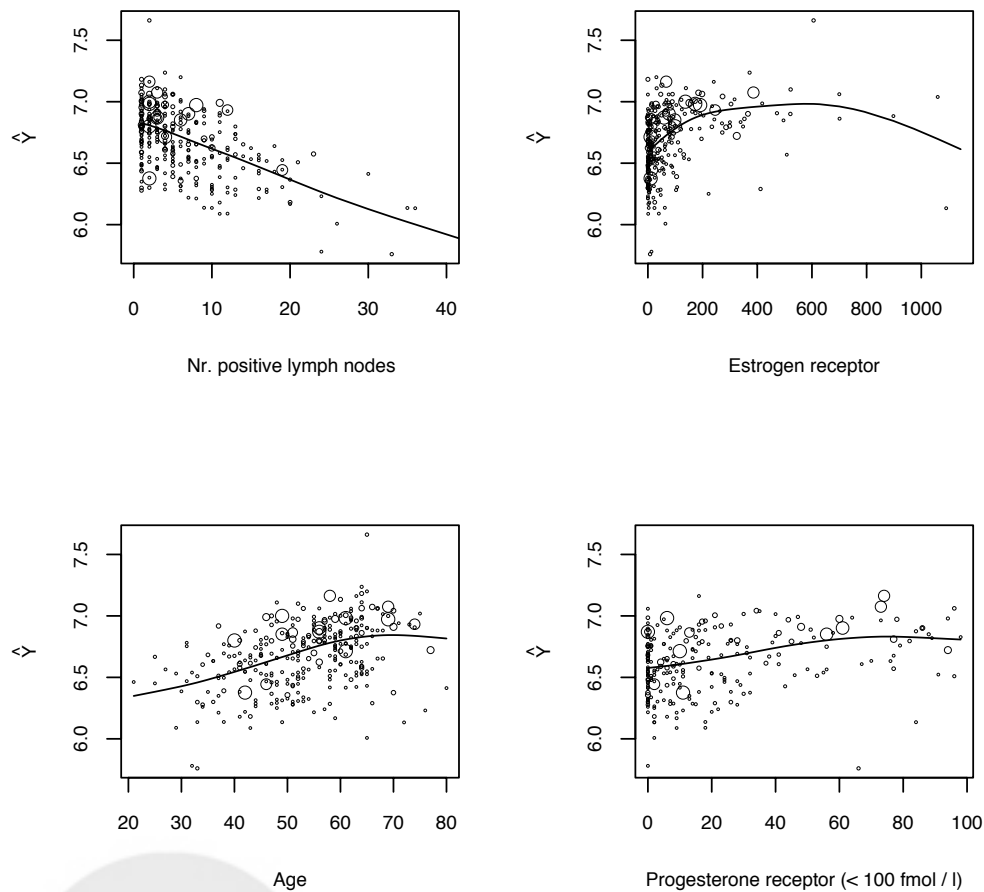 7.5
7.0
6.5
6.0
Ŷ
0 10 20 30 40
Nr. positive lymph nodes
7.5
7.0
6.5
6.0
Ŷ
0 200 400 600 800 1000
Estrogen receptor
7.5
7.0
6.5
6.0
Ŷ
20 30 40 50 60 70 80
Age
7.5
7.0
6.5
6.0
Ŷ
0 20 40 60 80 100
Progesterone receptor (< 100 fmol / l)